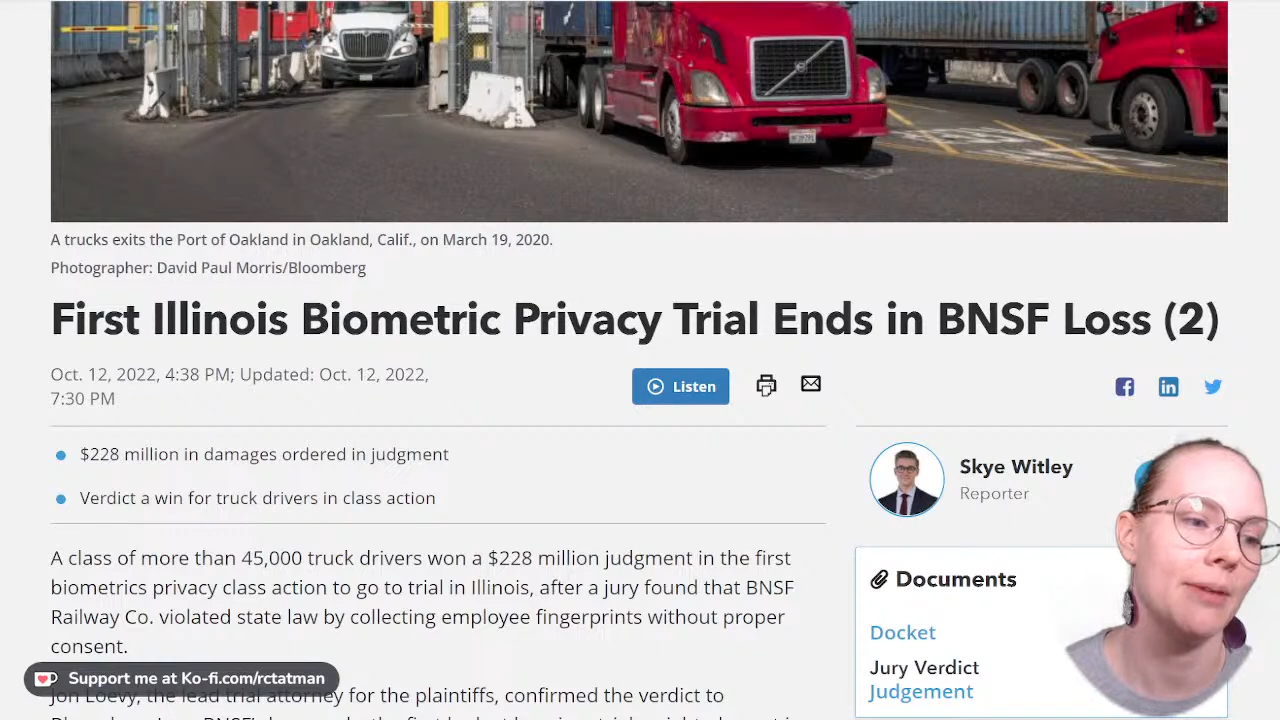 A trucks exits the Port of Oakland in Oakland, Calif., on March 19, 2020.
Photographer: David Paul Morris/Bloomberg
First Illinois Biometric Privacy Trial Ends in BNSF Loss (2)
Oct. 12, 2022, 4:38 PM; Updated: Oct. 12, 2022,
7:30 PM
Listen
$228 million in damages ordered in judgment
Verdict a win for truck drivers in class action
A class of more than 45,000 truck drivers won a $228 million judgment in the first
biometrics privacy class action to go to trial in Illinois, after a jury found that BNSF
Railway Co. violated state law by collecting employee fingerprints without proper
consent.
Jon Loevy, the lead trial attorney for the plaintiffs, confirmed the verdict to
Skye Witley
Reporter
Documents
Docket
Jury Verdict
Judgement
Support me at Ko-fi.com/rctatman